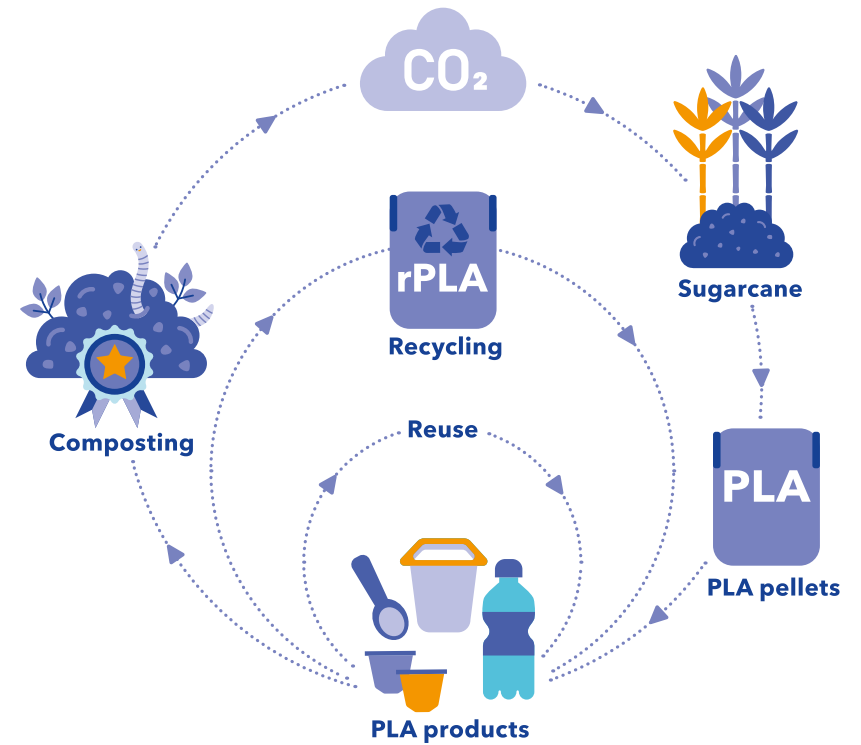 CO₂
Sugarcane
rPLA
Recycling
Composting
Reuse
PLA
PLA pellets
PLA products